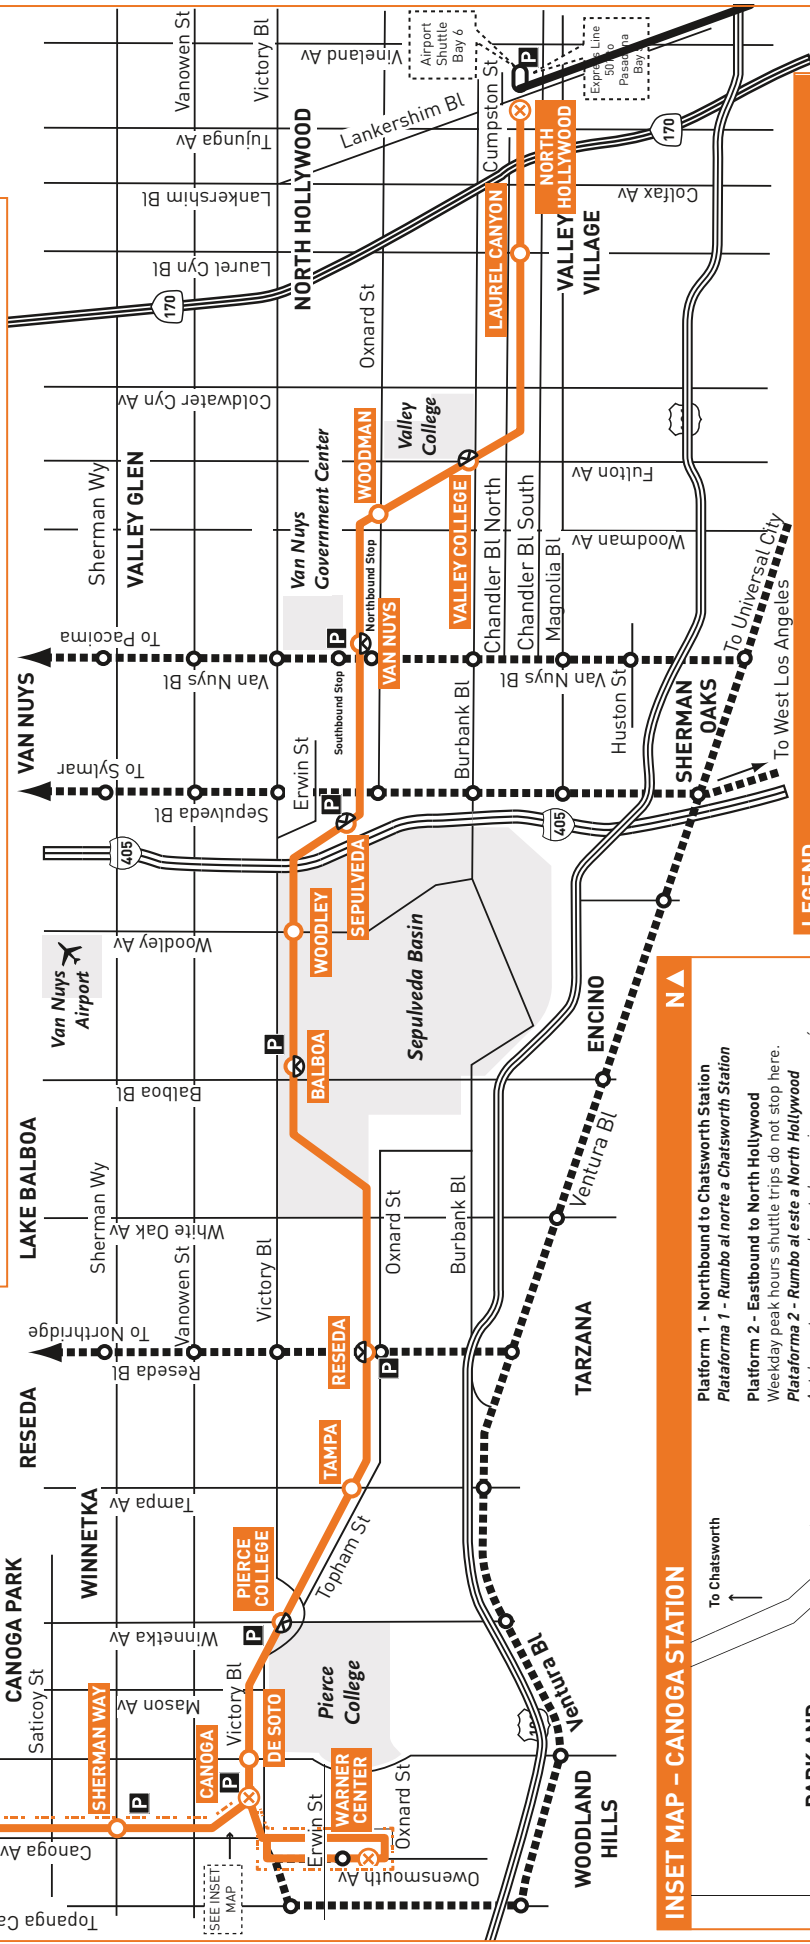 Topanga Ca
Canoga Av
Owensmouth Av
SEE INSET
MAP
SHERMAN WAY
P
CANOGA
P
DE SOTO
WARNER
CENTER
Erwin St
Oxnard St
Victory Bl
Mason Av
Saticoy St
CANOGA PARK
WOODLAND
HILLS
Ventura Bl
Pierce
College
Winnetka Av
P
PIERCE
COLLEGE
WINNETKA
Topham St
Tampa Av
TAMPA
RESEDA
To Northridge
Reseda Bl
RESEDA
P
TARZANA
LAKE BALBOA
Sherman Wy
Vanowen St
Victory Bl
White Oak Av
Oxnard St
Burbank Bl
Ventura Bl
Balboa Bl
P
BALBOA
ENCINO
Van Nuys
Airport
Woodley Av
WOODLEY
Sepulveda Basin
405
405
SEPULVEDA
P
Erwin St
To Sylmar
Sepulveda Bl
VAN NUYS
To Pacoima
Van Nuys Bl
Southbound Stop
Northbound Stop
P
VAN NUYS
Burbank Bl
Van Nuys Bl
Huston St
SHERMAN
OAKS
To Universal City
To West Los Angeles
Van Nuys
Government Center
Sherman Wy
VALLEY GLEN
WOODMAN
VALLEY COLLEGE
Valley
College
Chandler Bl North
Chandler Bl South
Magnolia Bl
Woodman Av
Fulton Av
Coldwater Cyn Av
Oxnard St
170
Laurel Cyn Bl
NORTH HOLLYWOOD
LAUREL CANYON
VALLEY
VILLAGE
Lankershim Bl
Colfax Av
NORTH
HOLLYWOOD
Tujunga Av
170
Lankershim Bl
Cumpston St
Vineland Av
Vanowen St
Victory Bl
P
Airport
Shuttle
Bay 6
Express Line
Pasadena
Bay
LEGEND
INSET MAP – CANOGA STATION
N
To Chatsworth
Platform 1 - Northbound to Chatsworth Station
Plataforma 1 - Rumbo al norte a Chatsworth Station
Platform 2 - Eastbound to North Hollywood
Weekday peak hours shuttle trips do not stop here.
Plataforma 2 - Rumbo al este a North Hollywood